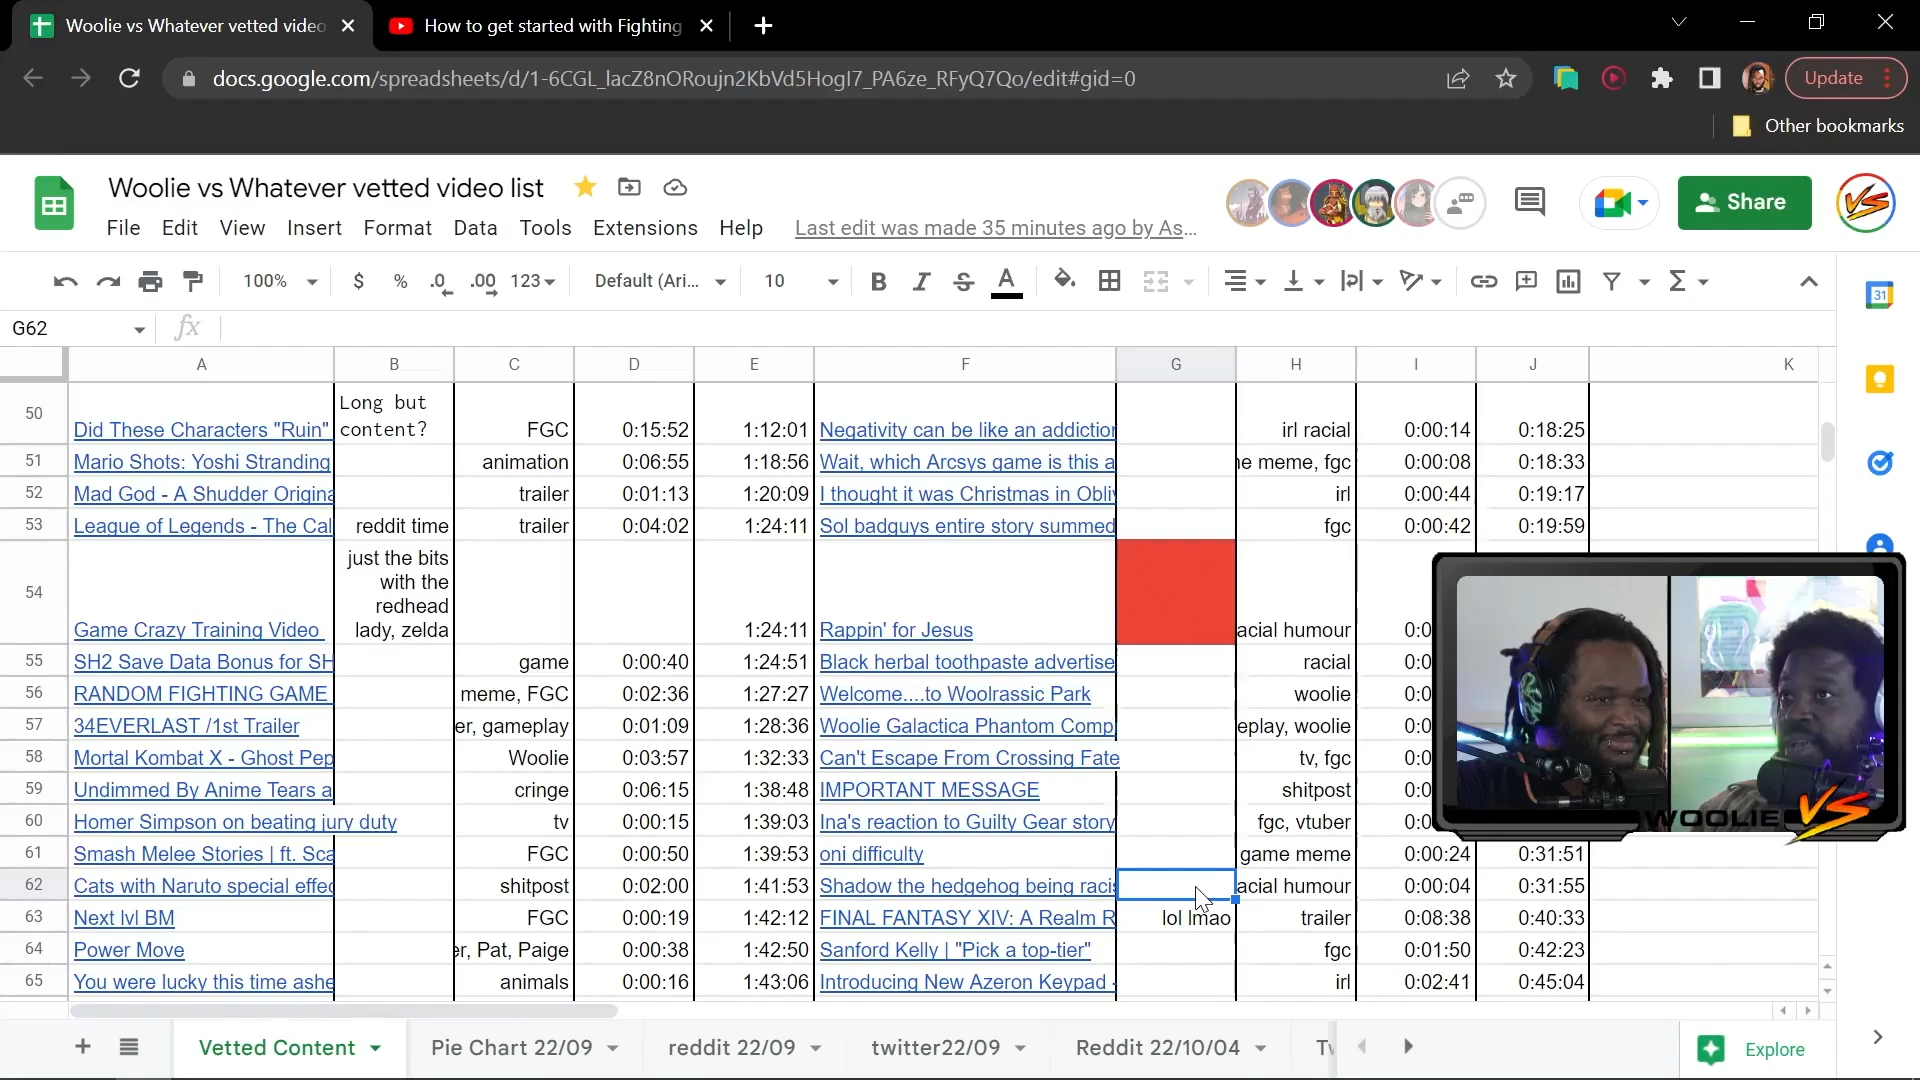 Woolie vs Whatever vetted video
How to get started with Fighting
docs.google.com/spreadsheets/d/1-6CGL_lacZ8nORoujn2KbVd5HogI7_PA6ze_RFyQ7Qo/edit#gid=0
Update
Other bookmarks
Woolie vs Whatever vetted video list
Share
File Edit View Insert Format Data Tools Extensions Help Last edit was made 35 minutes ago by As...
100% $ % .0 .00 123 Default (Ari... 10 B I S A
31
G62 fx
A B C D E F G H I J K
50 Did These Characters "Ruin" Long but content? FGC 0:15:52 1:12:01 Negativity can be like an addiction irl racial 0:00:14 0:18:25
51 Mario Shots: Yoshi Stranding animation 0:06:55 1:18:56 Wait, which Arcsys game is this a ne meme, fgc 0:00:08 0:18:33
52 Mad God - A Shudder Origina trailer 0:01:13 1:20:09 I thought it was Christmas in Obliv irl 0:00:44 0:19:17
53 League of Legends - The Cal reddit time trailer 0:04:02 1:24:11 Sol badguys entire story summed fgc 0:00:42 0:19:59
54 Game Crazy Training Video just the bits with the redhead lady, zelda 1:24:11 Rappin' for Jesus acial humour 0:0
55 SH2 Save Data Bonus for SH game 0:00:40 1:24:51 Black herbal toothpaste advertise racial 0:0
56 RANDOM FIGHTING GAME meme, FGC 0:02:36 1:27:27 Welcome....to Woolrassic Park woolie 0:0
57 34EVERLAST /1st Trailer er, gameplay 0:01:09 1:28:36 Woolie Galactica Phantom Comp eplay, woolie 0:0
58 Mortal Kombat X - Ghost Pep Woolie 0:03:57 1:32:33 Can't Escape From Crossing Fate tv, fgc 0:0
59 Undimmed By Anime Tears a cringe 0:06:15 1:38:48 IMPORTANT MESSAGE shitpost 0:0
60 Homer Simpson on beating jury duty tv 0:00:15 1:39:03 Ina's reaction to Guilty Gear story fgc, vtuber 0:0
61 Smash Melee Stories | ft. Sca FGC 0:00:50 1:39:53 oni difficulty game meme 0:00:24 0:31:51
62 Cats with Naruto special effec shitpost 0:02:00 1:41:53 Shadow the hedgehog being racis acial humour 0:00:04 0:31:55
63 Next lvl BM FGC 0:00:19 1:42:12 FINAL FANTASY XIV: A Realm R lol lmao trailer 0:08:38 0:40:33
64 Power Move er, Pat, Paige 0:00:38 1:42:50 Sanford Kelly | "Pick a top-tier" fgc 0:01:50 0:42:23
65 You were lucky this time ashe animals 0:00:16 1:43:06 Introducing New Azeron Keypad - irl 0:02:41 0:45:04
WOOLIE VS
Vetted Content Pie Chart 22/09 reddit 22/09 twitter22/09 Reddit 22/10/04 Tw
Explore